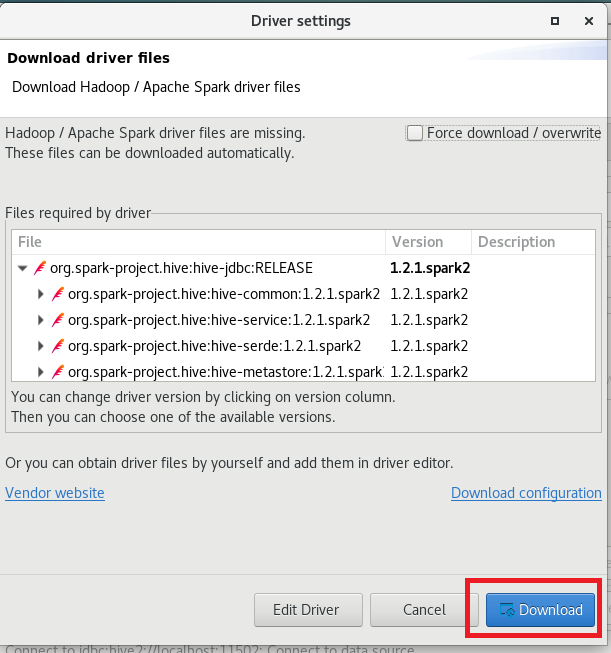 Driver settings
Download driver files
Download Hadoop / Apache Spark driver files
Hadoop / Apache Spark driver files are missing.
Force download / overwrite
These files can be downloaded automatically.
Files required by driver
File Version Description
org.spark-project.hive:hive-jdbc:RELEASE 1.2.1.spark2
org.spark-project.hive:hive-common:1.2.1.spark2 1.2.1.spark2
org.spark-project.hive:hive-service:1.2.1.spark2 1.2.1.spark2
org.spark-project.hive:hive-serde:1.2.1.spark2 1.2.1.spark2
org.spark-project.hive:hive-metastore:1.2.1.spark 1.2.1.spark2
You can change driver version by clicking on version column.
Then you can choose one of the available versions.
Or you can obtain driver files by yourself and add them in driver editor.
Vendor website Download configuration
Edit Driver Cancel Download
Connect to jdbc:hive2://localhost:11502: Connect to data source